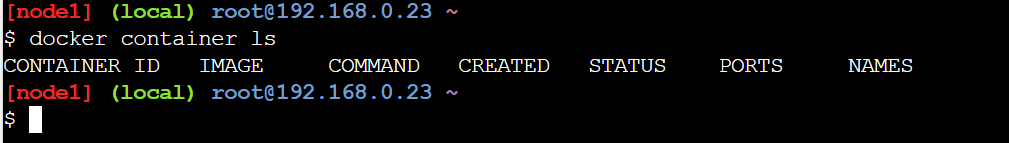 [node1] (local) root@192.168.0.23 ~
$ docker container ls
CONTAINER ID   IMAGE     COMMAND   CREATED   STATUS    PORTS     NAMES
[node1] (local) root@192.168.0.23 ~
$